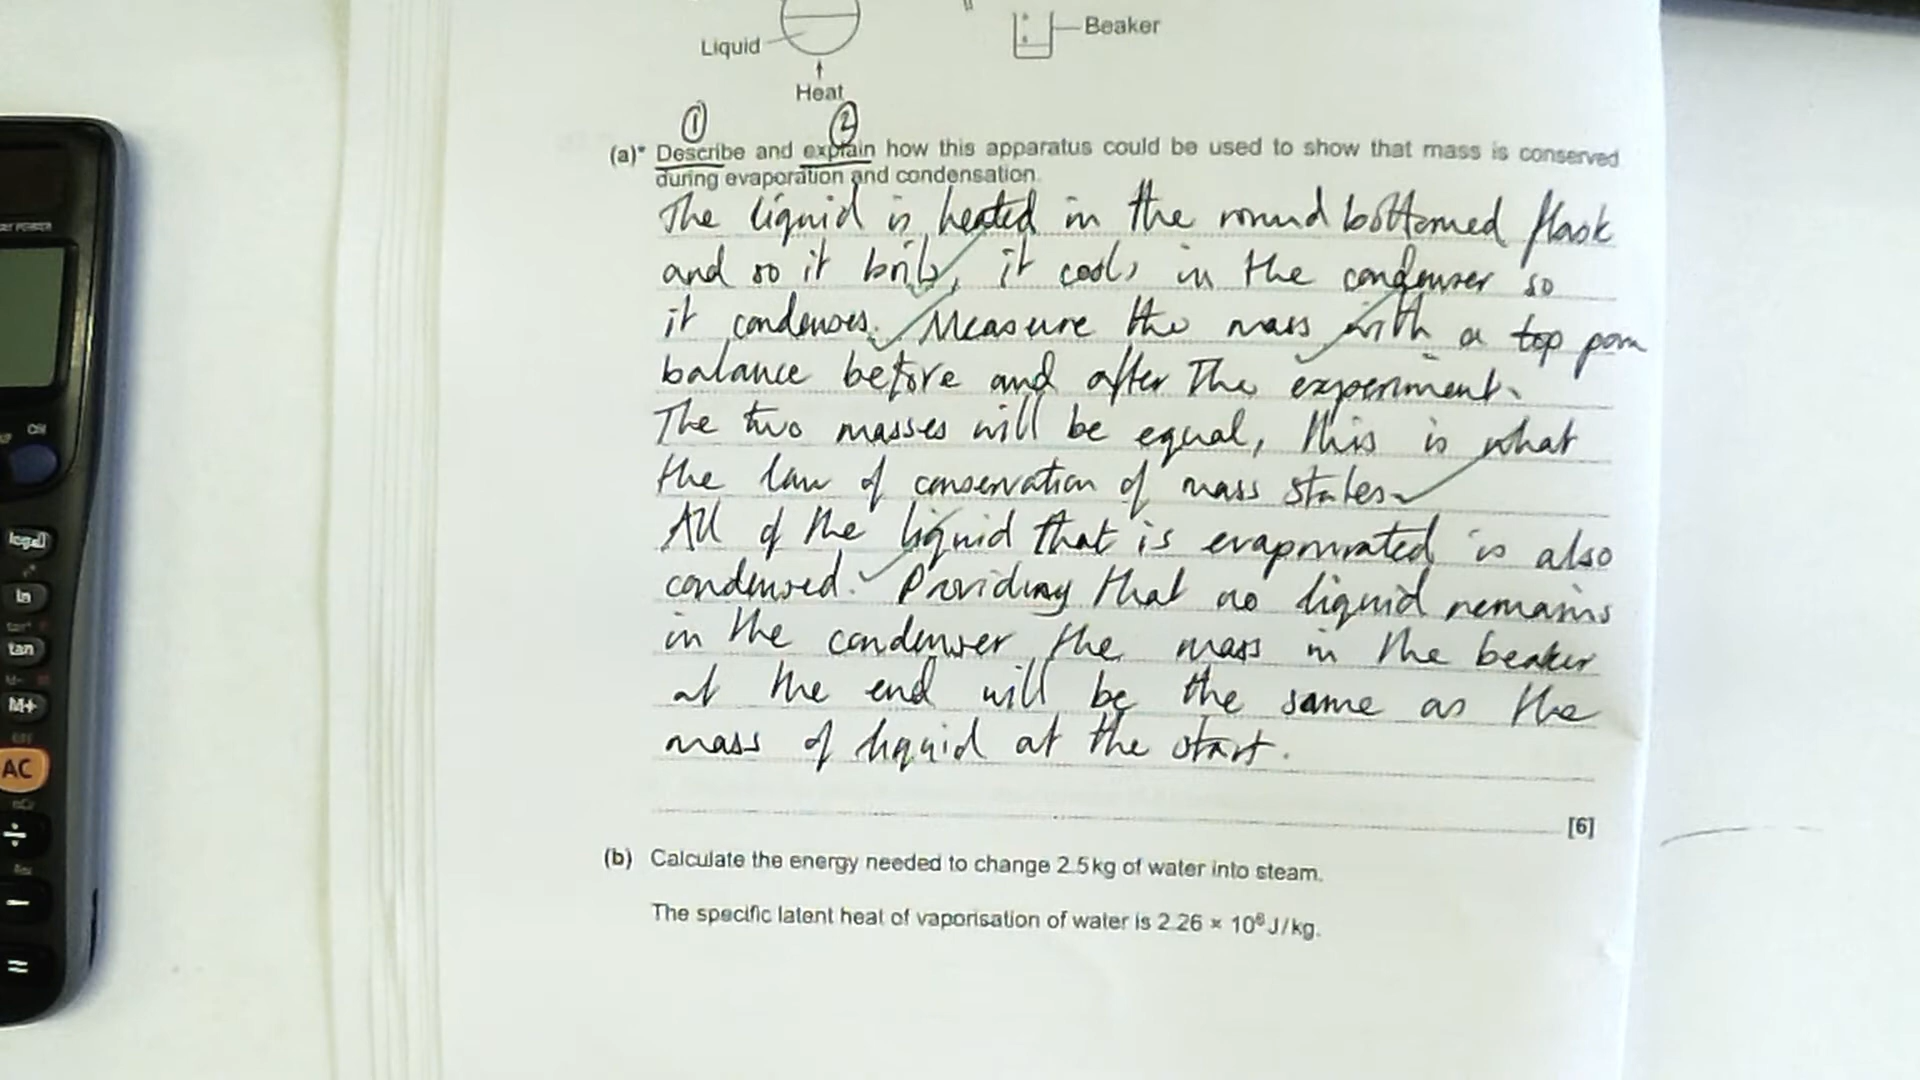 Liquid
Beaker
Heat
① ②
(a)* Describe and explain how this apparatus could be used to show that mass is conserved
during evaporation and condensation.
The liquid is heated in the round bottomed flask
and so it boils, it cools in the condenser so
it condenses. Measure the mass with a top pan
balance before and after the experiment.
The two masses will be equal, this is what
the law of conservation of mass states.
All of the liquid that is evaporated is also
condensed. Providing that no liquid remains
in the condenser the mass in the beaker
at the end will be the same as the
mass of liquid at the start.
[6]
(b) Calculate the energy needed to change 2.5 kg of water into steam.
The specific latent heat of vaporisation of water is 2.26 × 10⁶ J/kg.
ON
log▯(▯)
ln
tan
M+
AC
÷
−
=